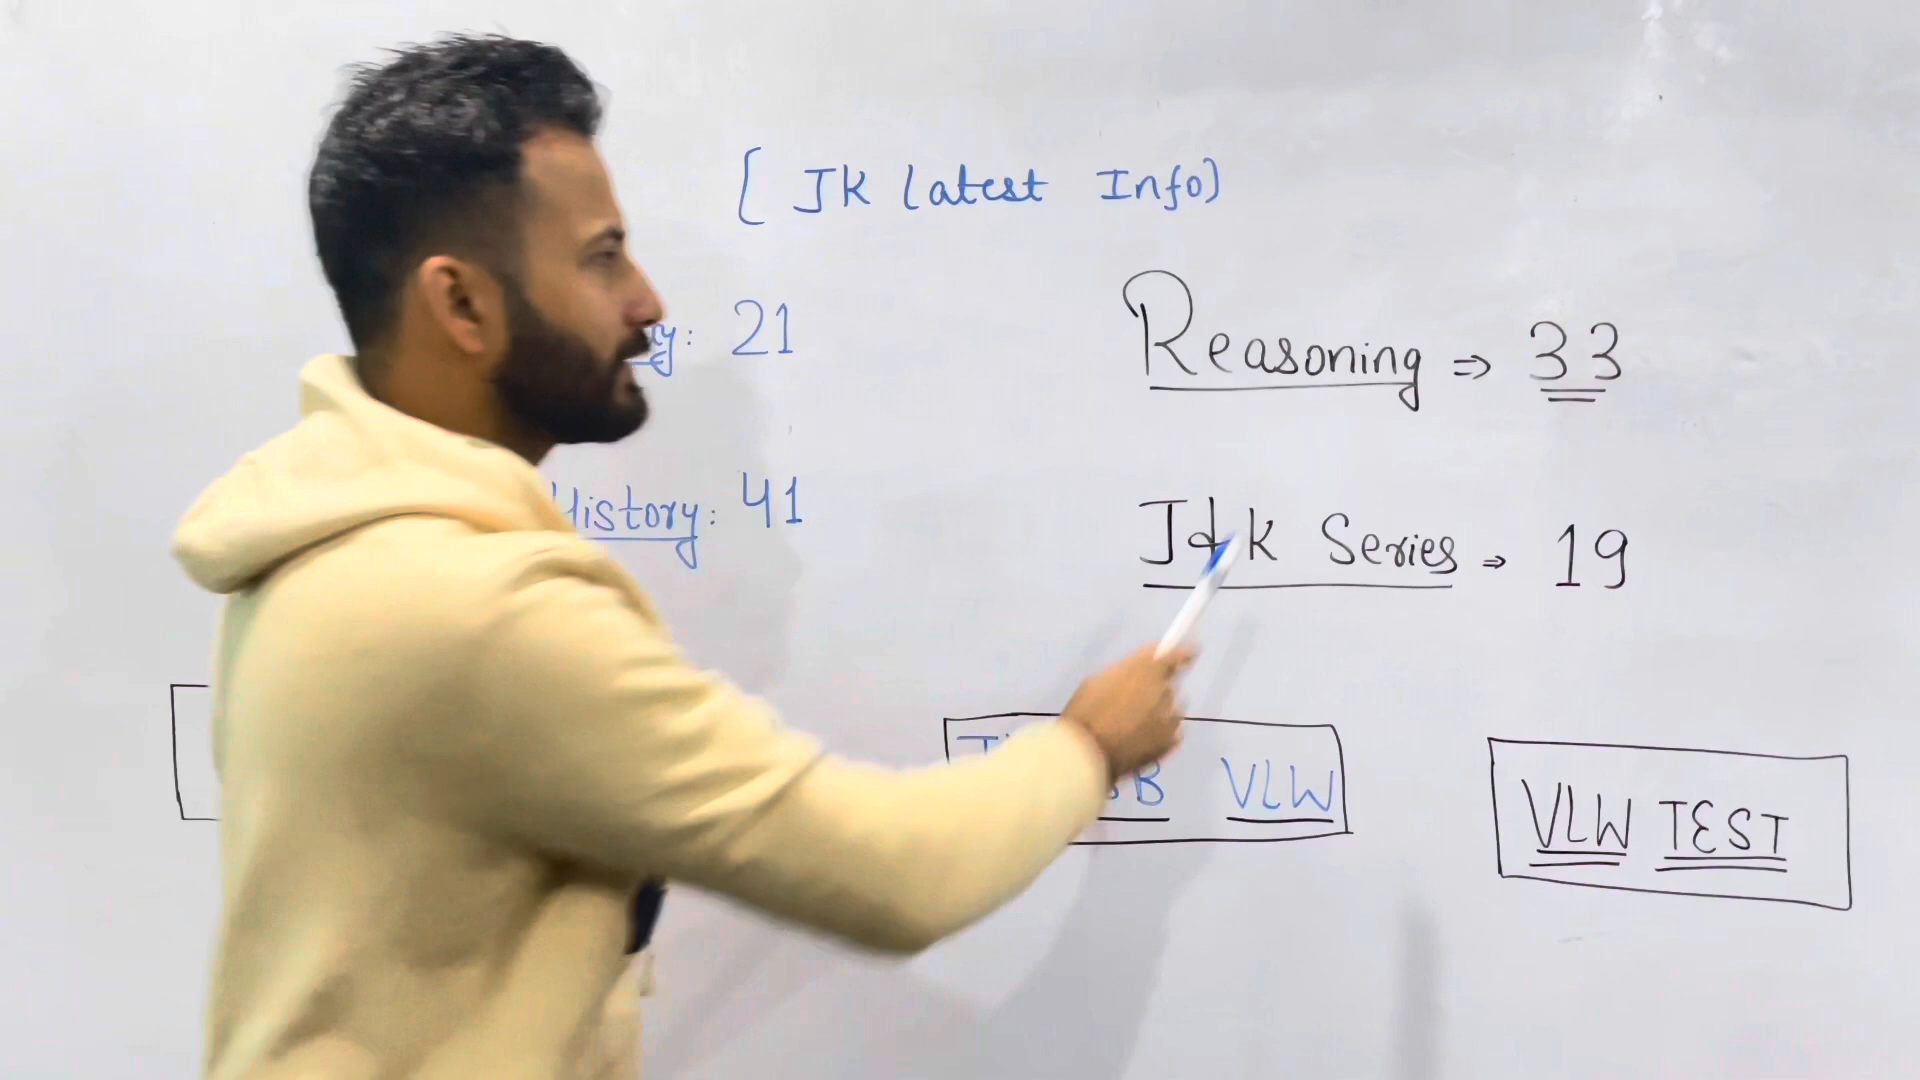 [ JK Latest Info)
: 21
Reasoning ⇒ 33
History: 41
J&K Series ⇒ 19
VLW
VLW TEST